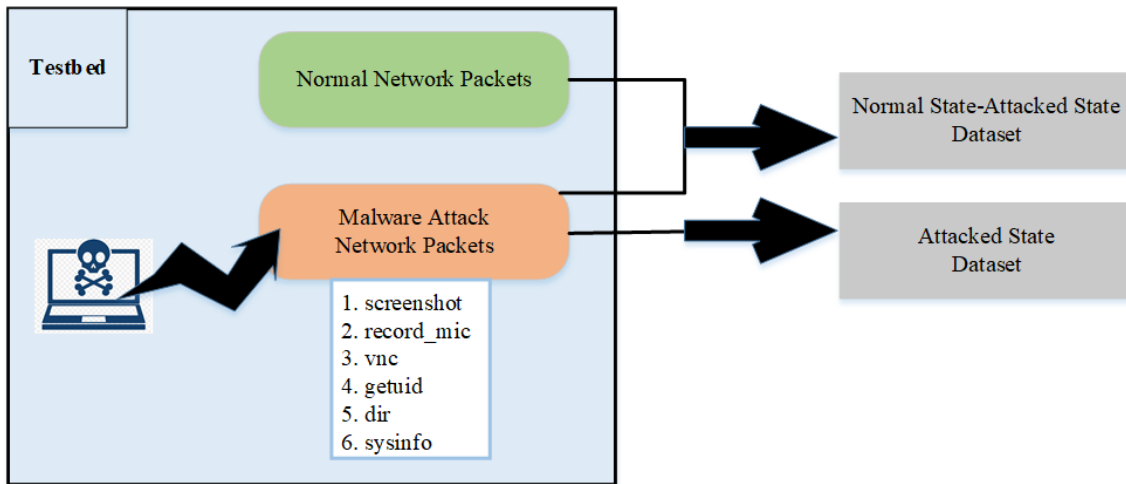 Testbed
Normal Network Packets
Normal State-Attacked State
Dataset
Malware Attack
Network Packets
Attacked State
Dataset
1. screenshot
2. record_mic
3. vnc
4. getuid
5. dir
6. sysinfo